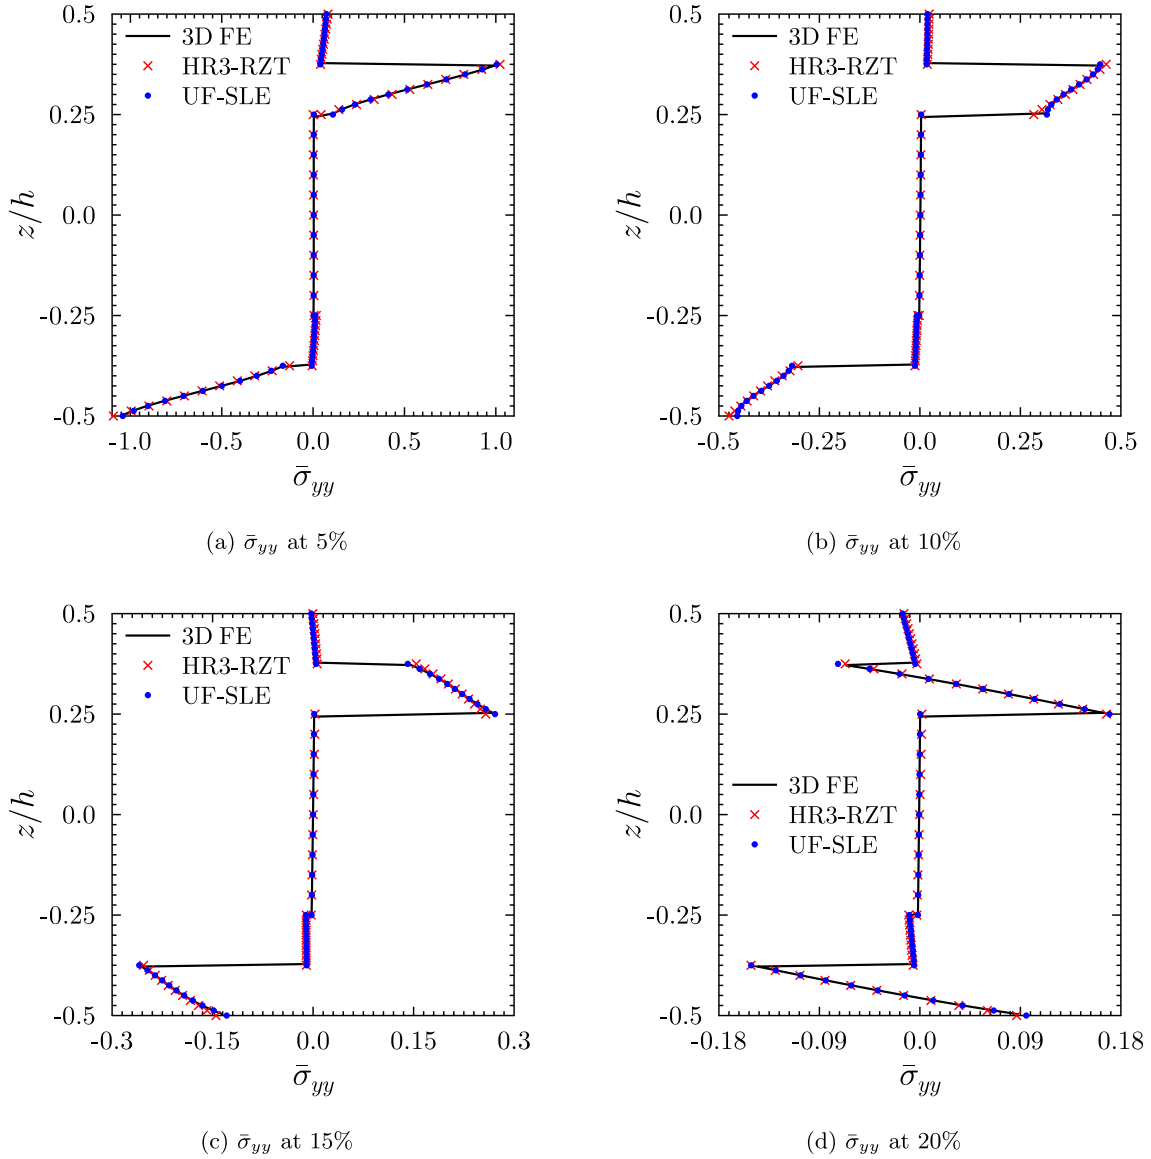 0.5
0.25
0.0
-0.25
-0.5
z/h
3D FE
HR3-RZT
UF-SLE
-1.0
-0.5
0.0
0.5
1.0
σ̄yy
(a) σ̄yy at 5%
0.5
0.25
0.0
-0.25
-0.5
z/h
3D FE
HR3-RZT
UF-SLE
-0.5
-0.25
0.0
0.25
0.5
σ̄yy
(b) σ̄yy at 10%
0.5
0.25
0.0
-0.25
-0.5
z/h
3D FE
HR3-RZT
UF-SLE
-0.3
-0.15
0.0
0.15
0.3
σ̄yy
(c) σ̄yy at 15%
0.5
0.25
0.0
-0.25
-0.5
z/h
3D FE
HR3-RZT
UF-SLE
-0.18
-0.09
0.0
0.09
0.18
σ̄yy
(d) σ̄yy at 20%